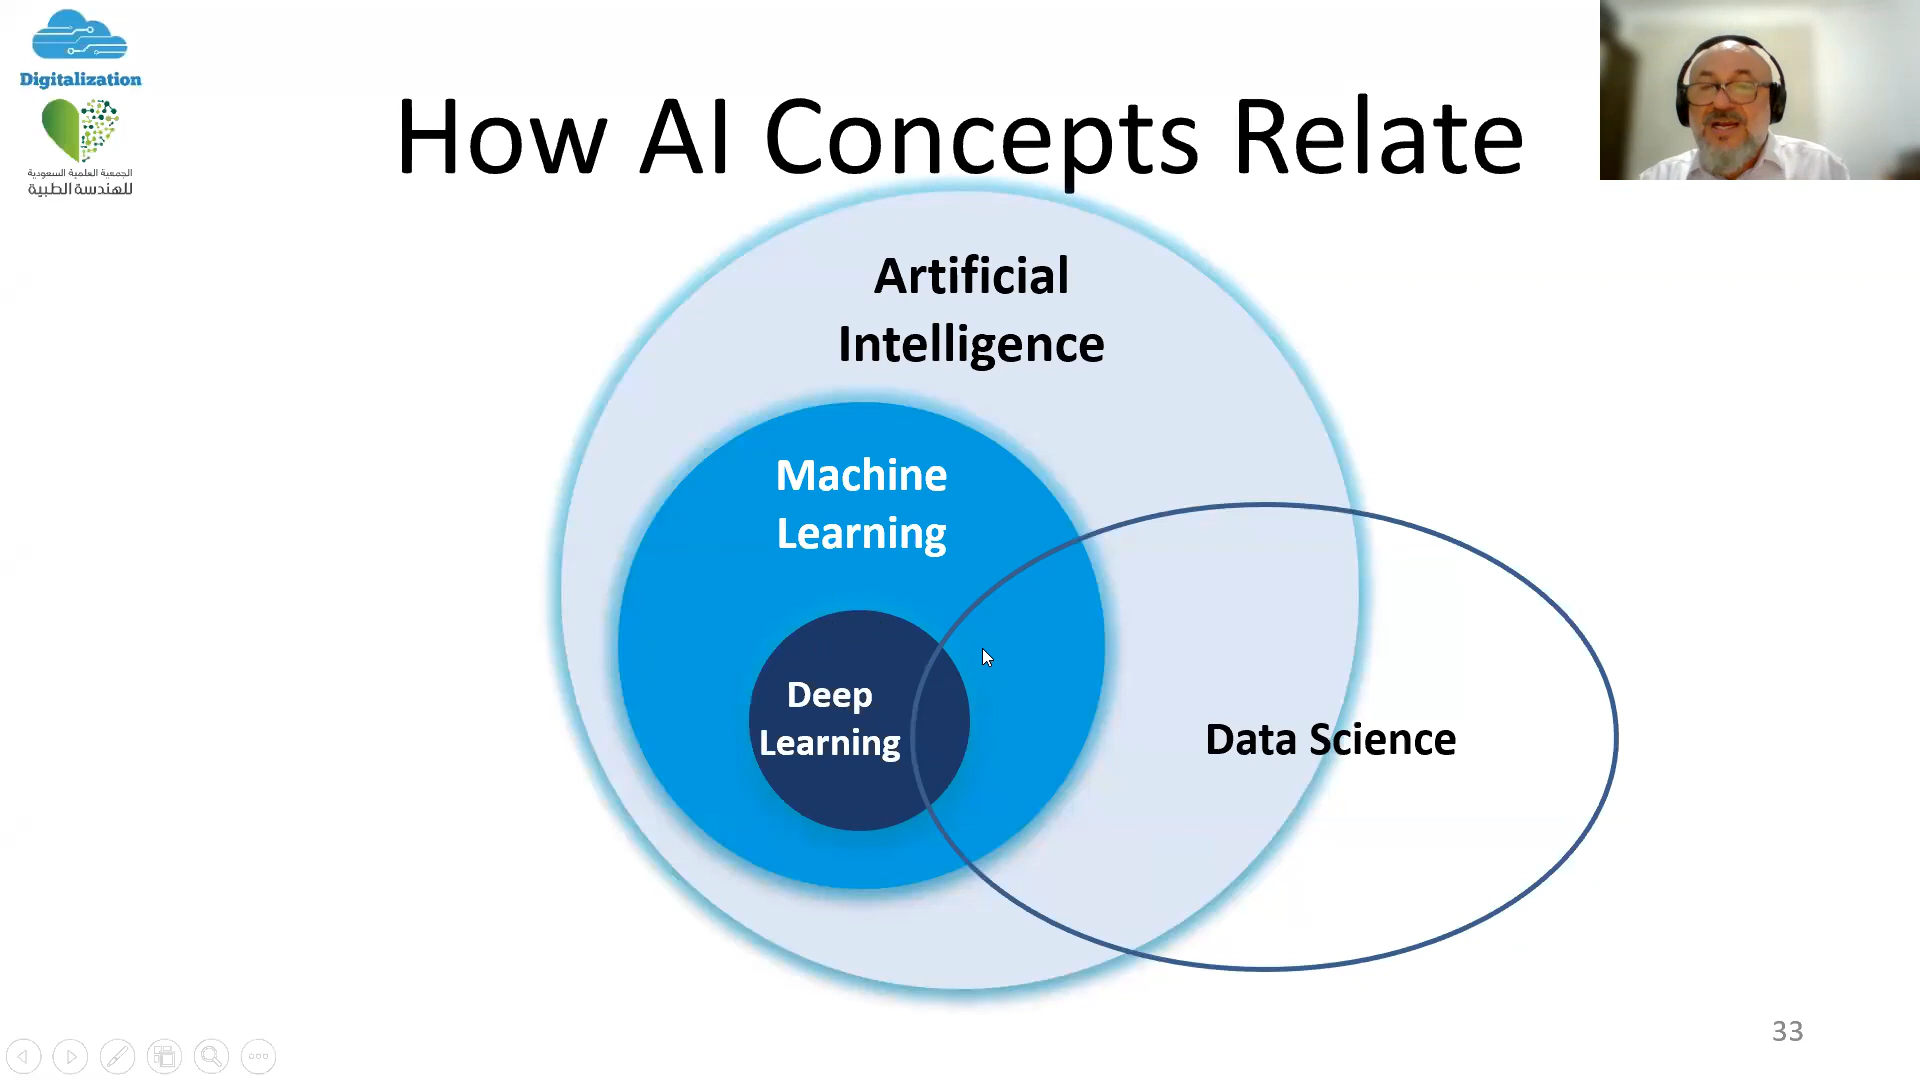 Digitalization
الجمعية العلمية السعودية
للهندسة الطبية
How AI Concepts Relate
Artificial
Intelligence
Machine
Learning
Deep
Learning
Data Science
33